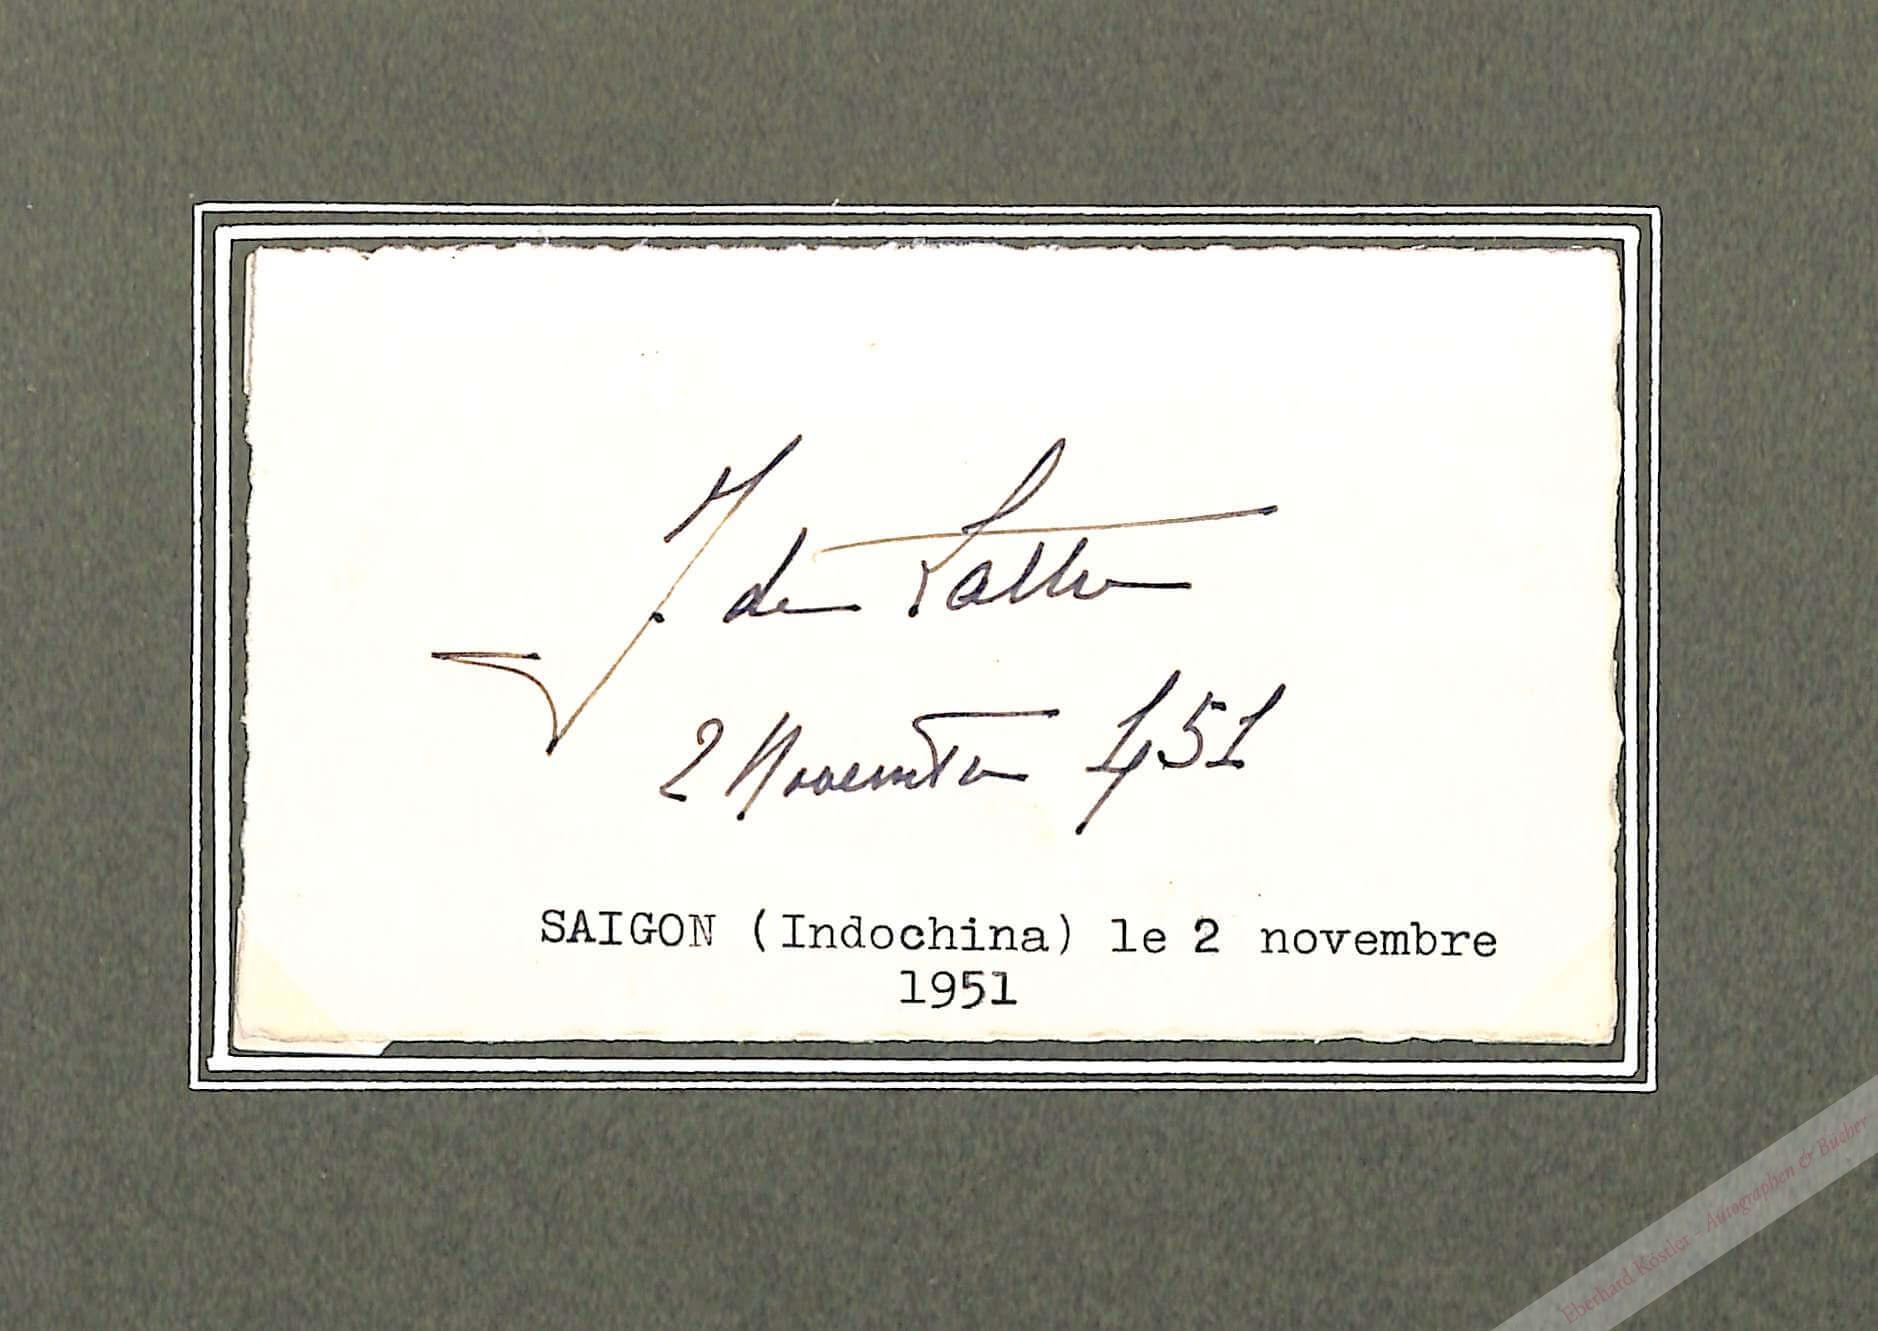 J. de Lattre
2 Novembre 1951
SAIGON (Indochina) le 2 novembre
1951
Eberhard Köstler - Autographen & Bücher